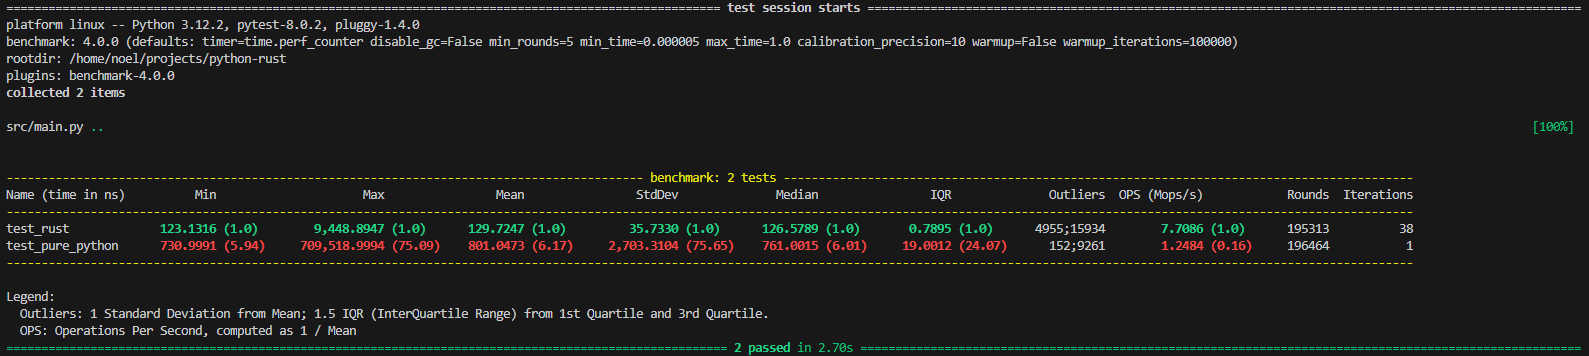 test session starts
platform linux -- Python 3.12.2, pytest-8.0.2, pluggy-1.4.0
benchmark: 4.0.0 (defaults: timer=time.perf_counter disable_gc=False min_rounds=5 min_time=0.000005 max_time=1.0 calibration_precision=10 warmup=False warmup_iterations=100000)
rootdir: /home/noel/projects/python-rust
plugins: benchmark-4.0.0
collected 2 items
src/main.py .. [100%]
benchmark: 2 tests
Name (time in ns) Min Max Mean StdDev Median IQR Outliers OPS (Mops/s) Rounds Iterations
test_rust 123.1316 (1.0) 9,448.8947 (1.0) 129.7247 (1.0) 35.7330 (1.0) 126.5789 (1.0) 0.7895 (1.0) 4955;15934 7.7086 (1.0) 195313 38
test_pure_python 730.9991 (5.94) 709,518.9994 (75.09) 801.0473 (6.17) 2,703.3104 (75.65) 761.0015 (6.01) 19.0012 (24.07) 152;9261 1.2484 (0.16) 196464 1
Legend:
Outliers: 1 Standard Deviation from Mean; 1.5 IQR (InterQuartile Range) from 1st Quartile and 3rd Quartile.
OPS: Operations Per Second, computed as 1 / Mean
2 passed in 2.70s